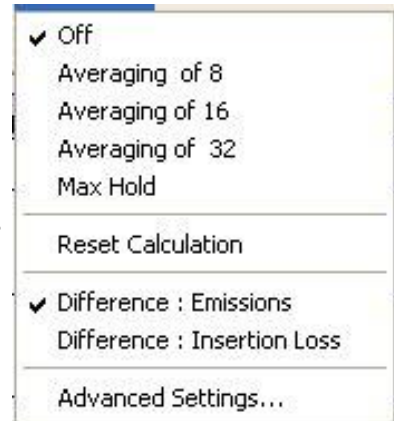 Off
Averaging of 8
Averaging of 16
Averaging of 32
Max Hold
Reset Calculation
Difference : Emissions
Difference : Insertion Loss
Advanced Settings...